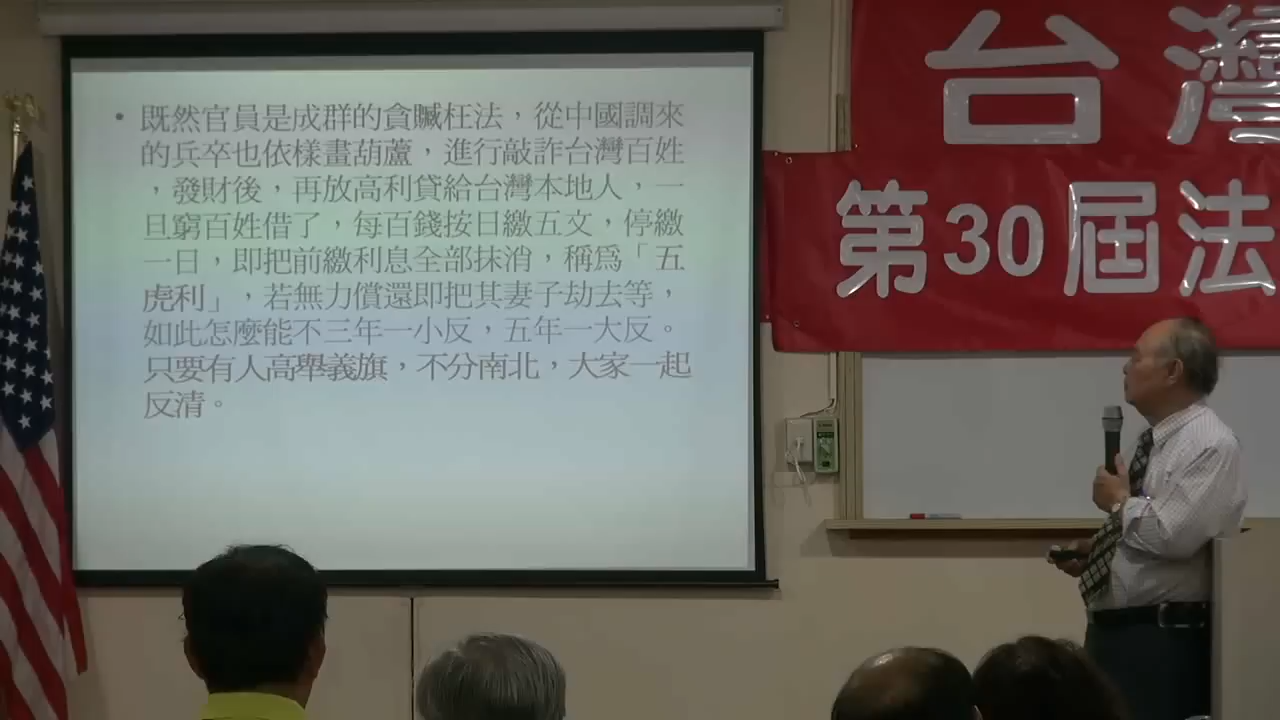 • 既然官員是成群的貪贓枉法，從中國調來
的兵卒也依樣畫葫蘆，進行敲詐台灣百姓
，發財後，再放高利貸給台灣本地人，一
旦窮百姓借了，每百錢按日繳五文，停繳
一日，即把前繳利息全部抹消，稱為「五
虎利」，若無力償還即把其妻子劫去等，
如此怎麼能不三年一小反，五年一大反。
只要有人高舉義旗，不分南北，大家一起
反清。
台灣
第30屆法